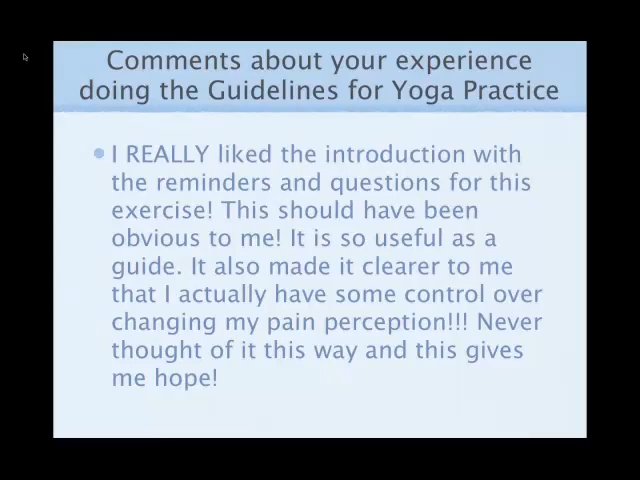 Comments about your experience
doing the Guidelines for Yoga Practice
I REALLY liked the introduction with
the reminders and questions for this
exercise! This should have been
obvious to me! It is so useful as a
guide. It also made it clearer to me
that I actually have some control over
changing my pain perception!!! Never
thought of it this way and this gives
me hope!